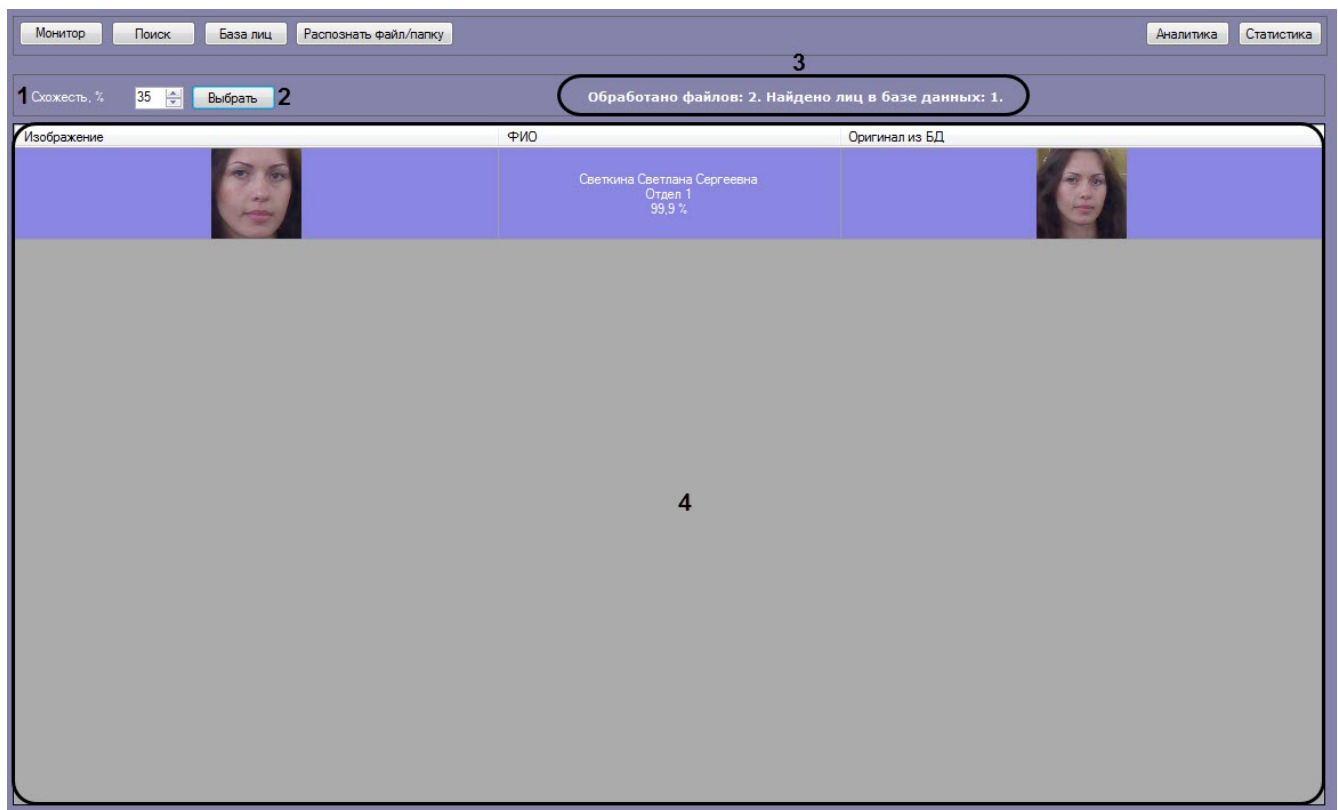 Монитор Поиск База лиц Распознать файл/папку Аналитика Статистика
3
1 Схожесть, % 35 Выбрать 2 Обработано файлов: 2. Найдено лиц в базе данных: 1.
Изображение ФИО Оригинал из БД
Светкина Светлана Сергеевна
Отдел 1
99,9 %
4